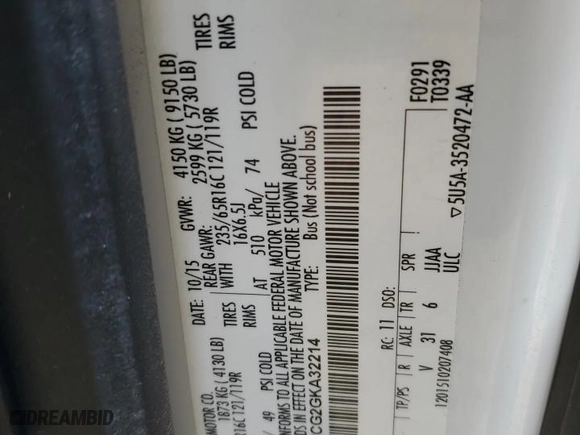 MOTOR CO.
DATE: 10/15
GVWR: 4150 KG ( 9150 LB)
1873 KG ( 4130 LB)
REAR GAWR: 2599 KG ( 5730 LB)
TIRES
WITH 235/65R16C 121/119R TIRES
R16C 121/119R
RIMS
16X6.5J RIMS
/ 49 PSI COLD
AT 510 kPa/ 74 PSI COLD
NFORMS TO ALL APPLICABLE FEDERAL MOTOR VEHICLE
DS IN EFFECT ON THE DATE OF MANUFACTURE SHOWN ABOVE.
CG2GKA32214
Bus (Not school bus)
F0291
T0339
RC: 11 DSO:
TP/PS R AXLE TR SPR
V 31 6 JJAA
ULC
1201510207408
▽5U5A-3520472-AA
DREAMBID